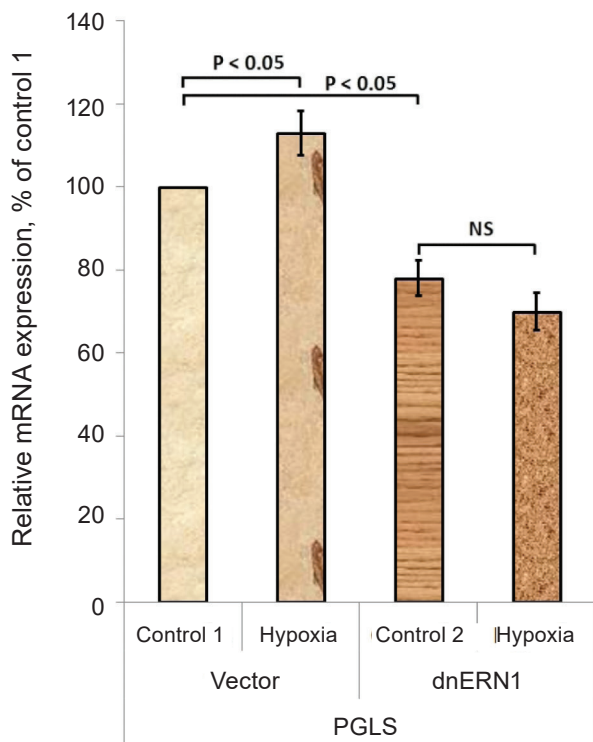 Relative mRNA expression, % of control 1
140
120
100
80
60
40
20
0
P < 0.05
P < 0.05
NS
Control 1 Hypoxia Control 2 Hypoxia
Vector dnERN1
PGLS